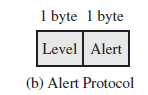 1 byte 1 byte
Level Alert
(b) Alert Protocol